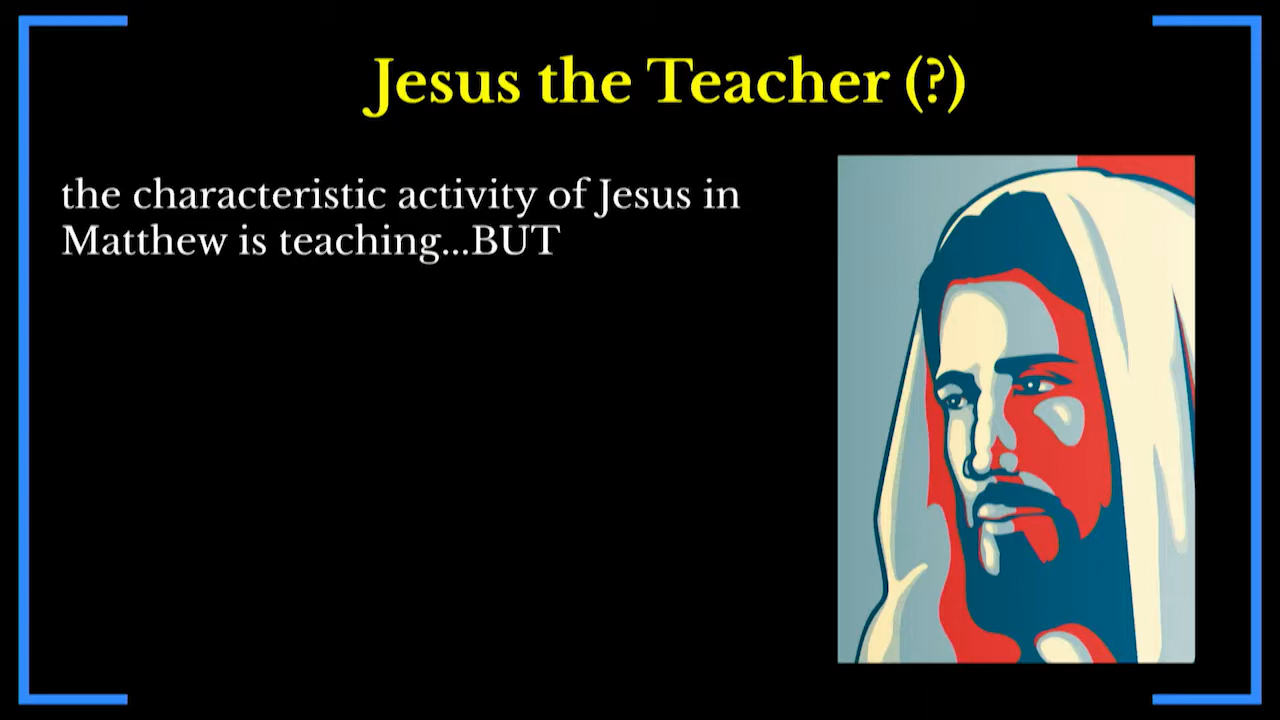 Jesus the Teacher (?)
the characteristic activity of Jesus in
Matthew is teaching...BUT